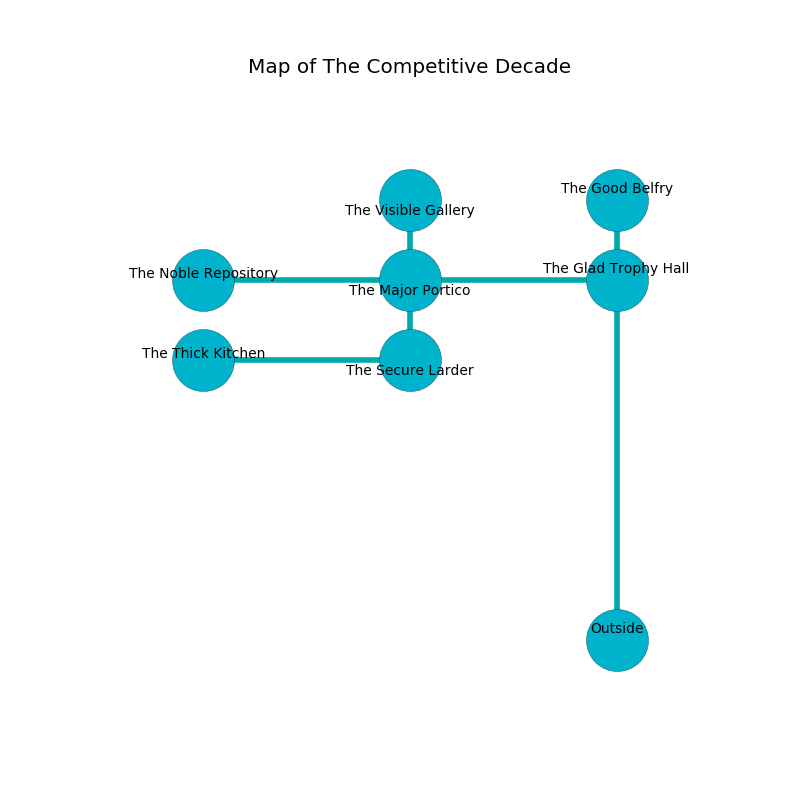 Map of The Competitive Decade
The Good Belfry
The Visible Gallery
The Glad Trophy Hall
The Noble Repository
The Major Portico
The Thick Kitchen
The Secure Larder
Outside